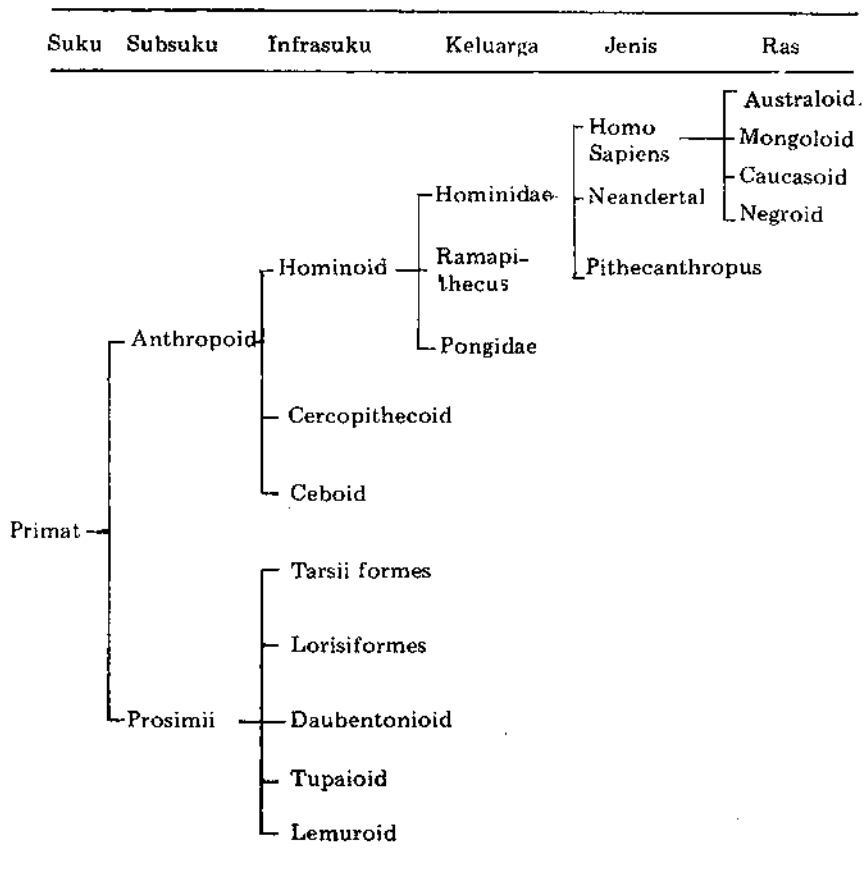 Suku Subsuku Infrasuku Keluarga Jenis Ras
Australoid.
Homo
Sapiens
Mongoloid
Caucasoid
Hominidae
Neandertal
Negroid
Hominoid
Ramapi-
thecus
Pithecanthropus
Anthropoid
Pongidae
Cercopithecoid
Ceboid
Primat
Tarsii formes
Lorisiformes
Prosimii
Daubentonioid
Tupaioid
Lemuroid